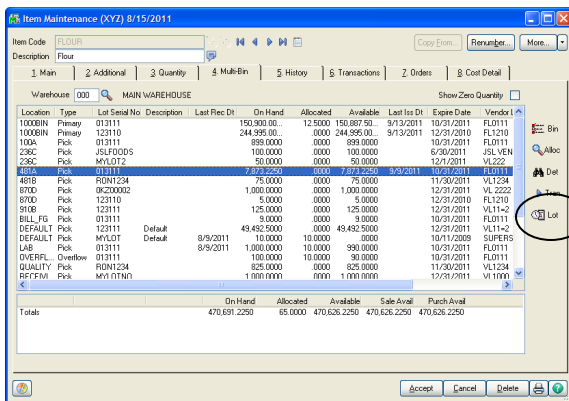 Item Maintenance (XYZ) 8/15/2011
Item Code FLOUR Copy From... Renumber... More...
Description Flour
1. Main 2. Additional 3. Quantity 4. Multi-Bin 5. History 6. Transactions 7. Orders 8. Cost Detail
Warehouse 000 MAIN WAREHOUSE Show Zero Quantity
Location Type Lot Serial No Description Last Rec Dt On Hand Allocated Available Last Iss Dt Expire Date Vendor L
1000BIN Primary 013111 150,900.00... 12.5000 150,887.50... 9/13/2011 10/31/2011 FL0111
1000BIN Primary 123110 244,995.00... .0000 244,995.00... 9/13/2011 12/31/2010 FL1210
100A Pick 013111 899.0000 .0000 899.0000 10/31/2011 FL0111
236C Pick JSLFOODS 100.0000 .0000 100.0000 6/30/2011 JSL VEN
236C Pick MYLOT2 50.0000 .0000 50.0000 12/1/2011 VL222
481A Pick 013111 7,873.2250 .0000 7,873.2250 9/9/2011 10/31/2011 FL0111
481B Pick RON1234 75.0000 .0000 75.0000 11/30/2011 VL1234
870D Pick 0KZ00002 1,000.0000 .0000 1,000.0000 12/31/2011 VL 2222
870D Pick 123110 5.0000 .0000 5.0000 12/31/2010 FL1210
910B Pick 123111 125.0000 .0000 125.0000 12/31/2011 VL11=2
BILL_FG Pick 013111 9.0000 .0000 9.0000 10/31/2011 FL0111
DEFAULT Pick 123111 Default 49,492.5000 .0000 49,492.5000 12/31/2011 VL11=2
DEFAULT Pick MYLOT Default 8/9/2011 10.0000 10.0000 .0000 10/11/2009 SUPERS
LAB Pick 013111 8/9/2011 1,000.0000 10.0000 990.0000 10/31/2011 FL0111
OVERFL... Overflow 013111 100.0000 10.0000 90.0000 10/31/2011 FL0111
QUALITY Pick RON1234 825.0000 .0000 825.0000 11/30/2011 VL1234
RECEIVI Pick MYLOTNO 1,000.0000 .0000 1,000.0000 12/31/2011 VL1000
Bin
Alloc
Det
Tran
Lot
On Hand Allocated Available Sale Avail Purch Avail
Totals 470,691.2250 65.0000 470,626.2250 470,626.2250 470,626.2250
Accept Cancel Delete